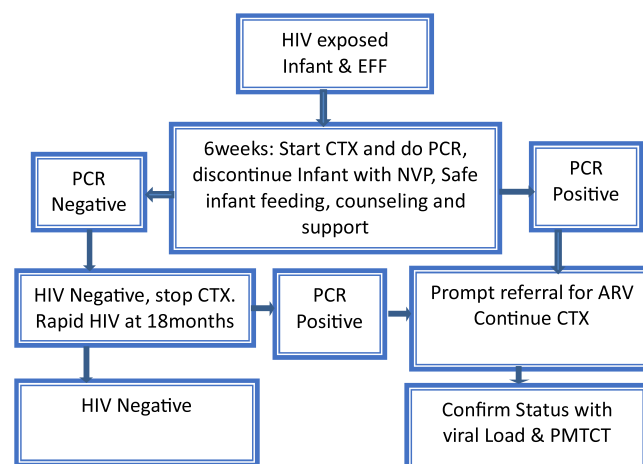 HIV exposed
Infant & EFF
6weeks: Start CTX and do PCR,
discontinue Infant with NVP, Safe
infant feeding, counseling and
support
PCR
Negative
PCR
Positive
HIV Negative, stop CTX.
Rapid HIV at 18months
PCR
Positive
Prompt referral for ARV
Continue CTX
HIV Negative
Confirm Status with
viral Load & PMTCT